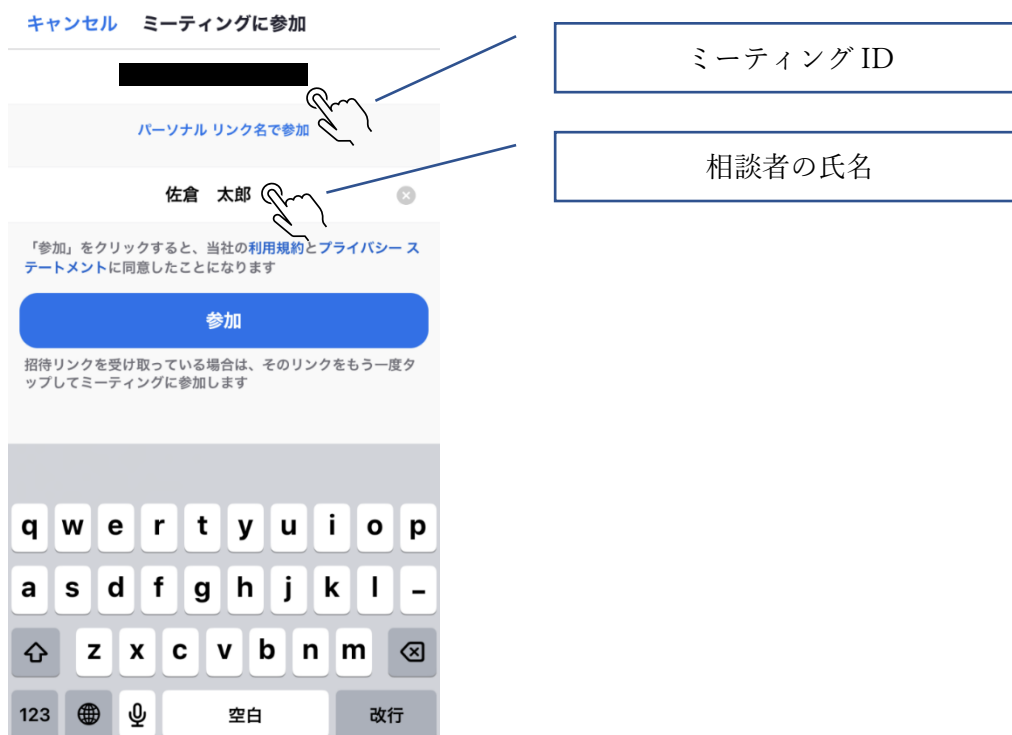 キャンセル ミーティングに参加
ミーティング ID
パーソナル リンク名で参加
相談者の氏名
佐倉 太郎
「参加」をクリックすると、当社の利用規約とプライバシー ス
テートメントに同意したことになります
参加
招待リンクを受け取っている場合は、そのリンクをもう一度タ
ップしてミーティングに参加します
q w e r t y u i o p
a s d f g h j k l –
z x c v b n m
123 空白 改行